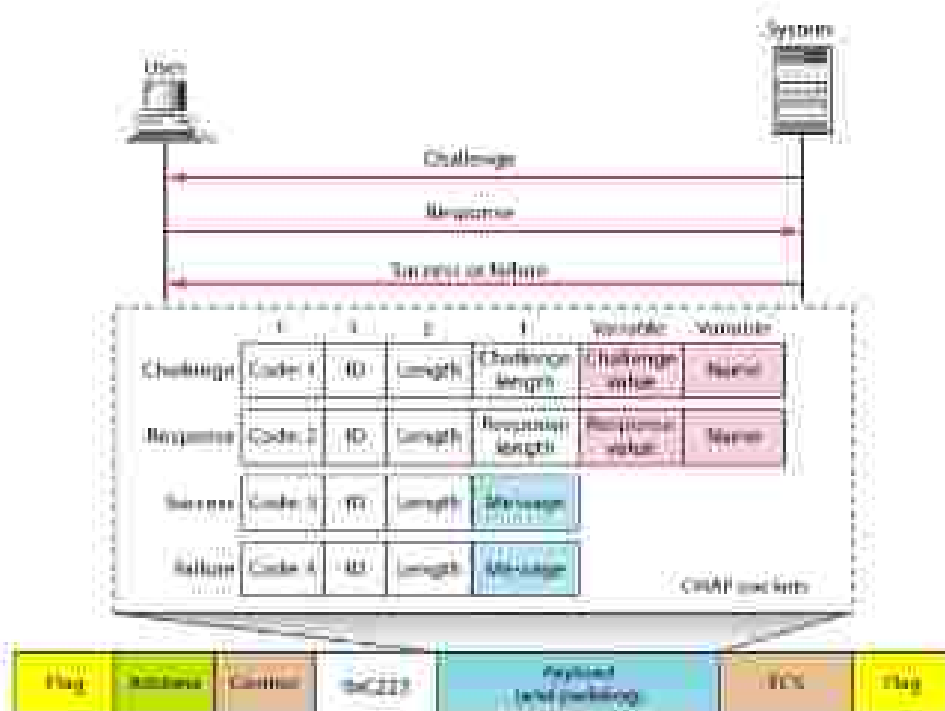 System
User
Challenge
Response
Success or failure
1 1 2 1 Variable Variable
Challenge Code: 1 ID Length Challenge length Challenge value Name
Response Code: 2 ID Length Response length Response value Name
Success Code: 3 ID Length Message
Failure Code: 4 ID Length Message
CHAP packets
Flag Address Control 0xC223 Payload (and padding) FCS Flag